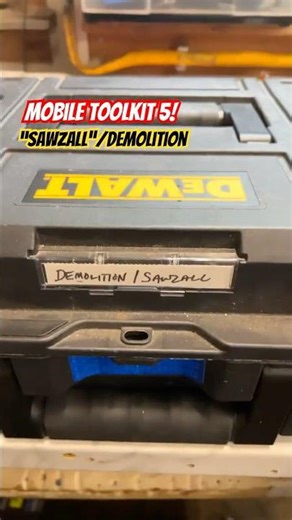 MOBILE TOOLKIT 5!
"SAWZALL"/DEMOLITION
DEWALT
DEMOLITION / SAWZALL